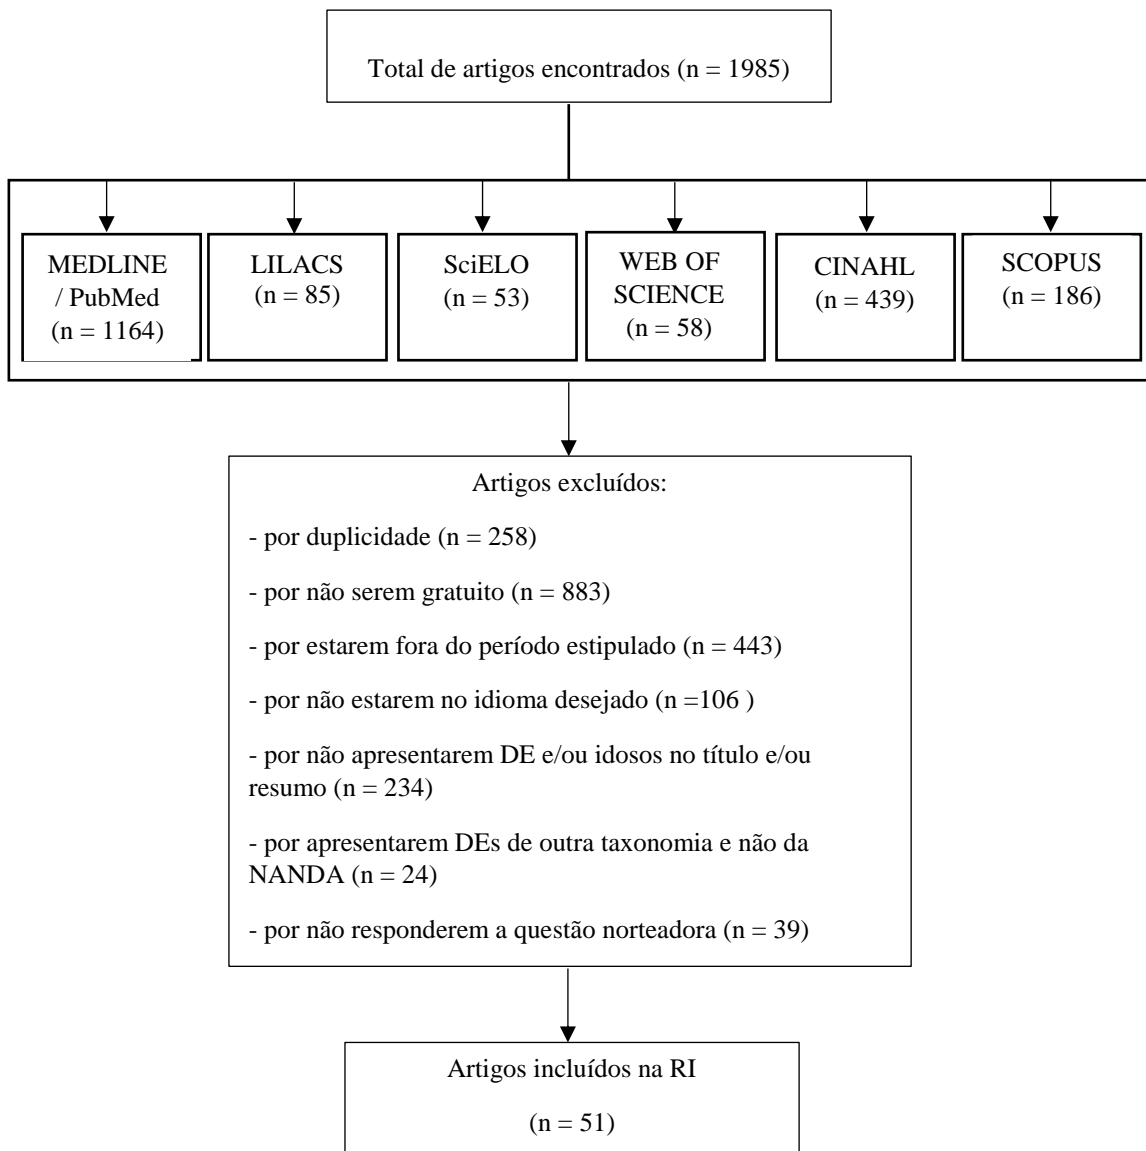 Total de artigos encontrados (n = 1985)
MEDLINE
/ PubMed
(n = 1164)
LILACS
(n = 85)
SciELO
(n = 53)
WEB OF
SCIENCE
(n = 58)
CINAHL
(n = 439)
SCOPUS
(n = 186)
Artigos excluídos:
- por duplicidade (n = 258)
- por não serem gratuito (n = 883)
- por estarem fora do período estipulado (n = 443)
- por não estarem no idioma desejado (n =106 )
- por não apresentarem DE e/ou idosos no título e/ou
resumo (n = 234)
- por apresentarem DEs de outra taxonomia e não da
NANDA (n = 24)
- por não responderem a questão norteadora (n = 39)
Artigos incluídos na RI
(n = 51)